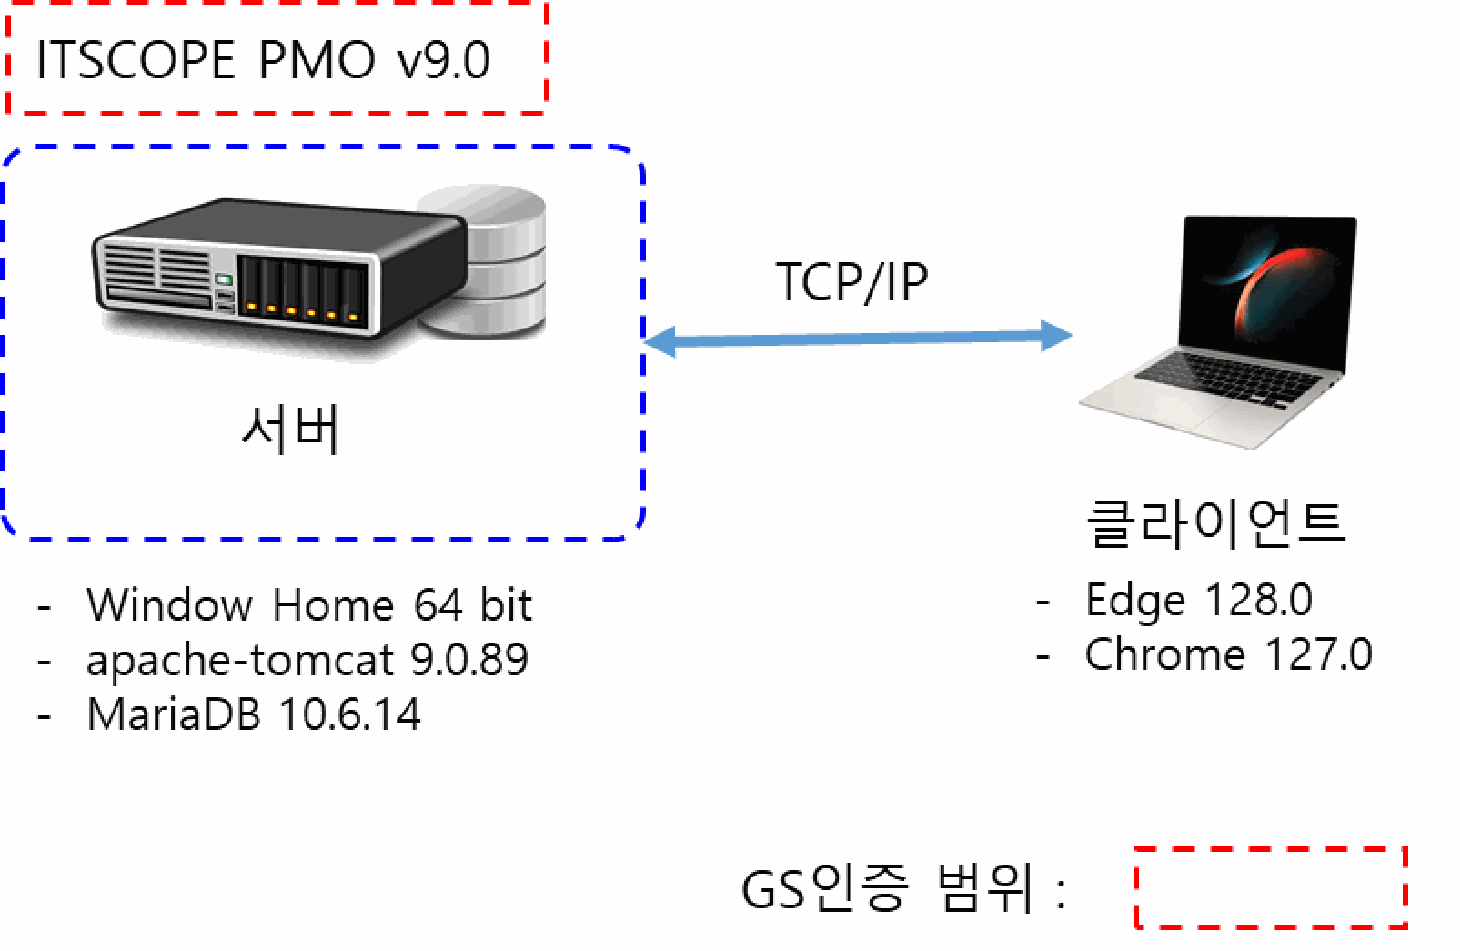 ITSCOPE PMO v9.0
TCP/IP
서버
클라이언트
- Window Home 64 bit
- apache-tomcat 9.0.89
- MariaDB 10.6.14
- Edge 128.0
- Chrome 127.0
GS인증 범위 :